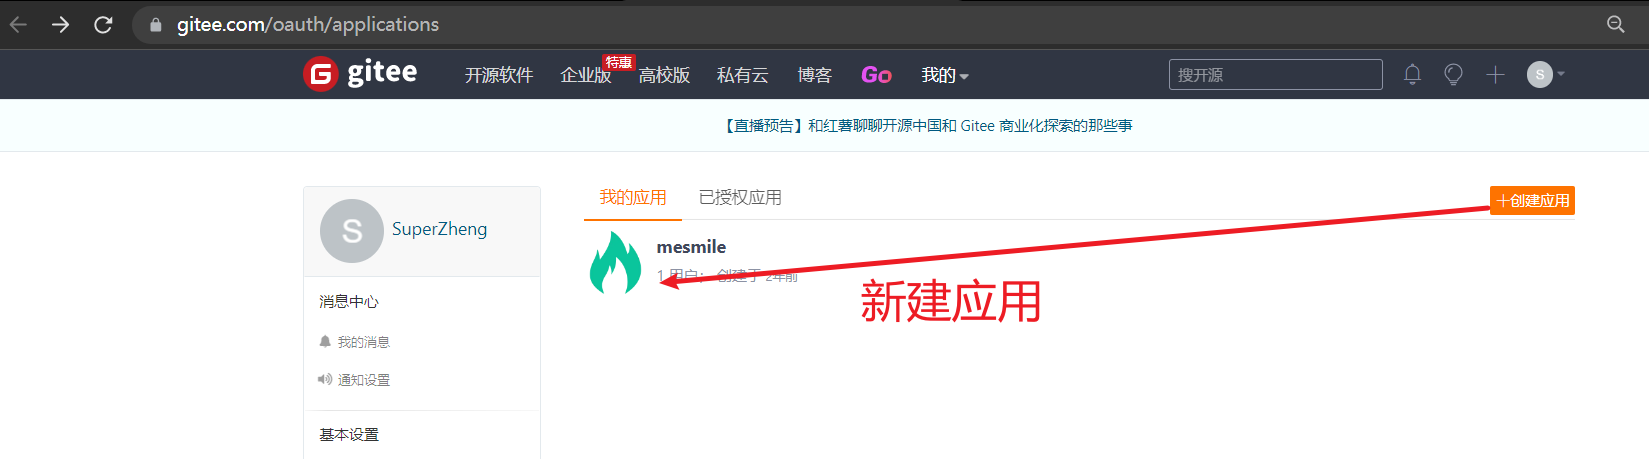 gitee.com/oauth/applications
gitee 开源软件 企业版 特惠 高校版 私有云 博客 Go 我的 搜开源 S
【直播预告】和红薯聊聊开源中国和 Gitee 商业化探索的那些事
我的应用 已授权应用 +创建应用
S SuperZheng
mesmile
1 用户; 创建于 2年前
新建应用
消息中心
我的消息
通知设置
基本设置